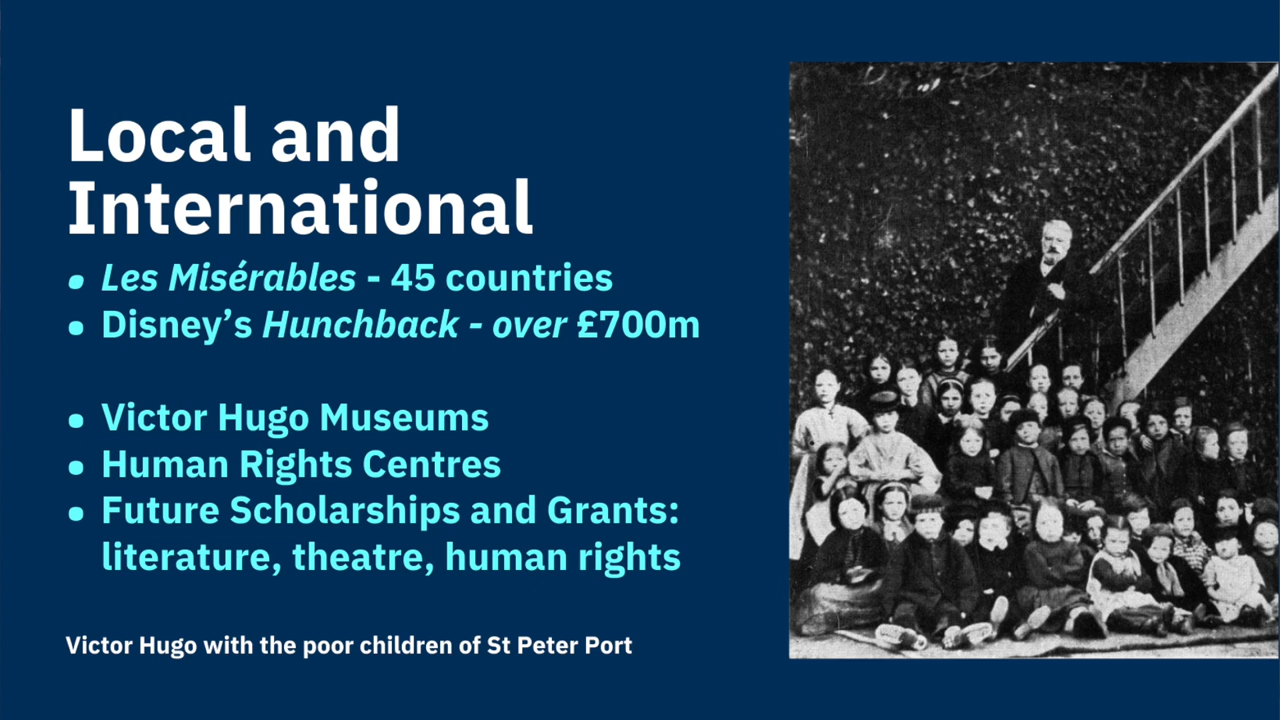 Local and
International
• Les Misérables - 45 countries
• Disney’s Hunchback - over £700m
• Victor Hugo Museums
• Human Rights Centres
• Future Scholarships and Grants:
literature, theatre, human rights
Victor Hugo with the poor children of St Peter Port